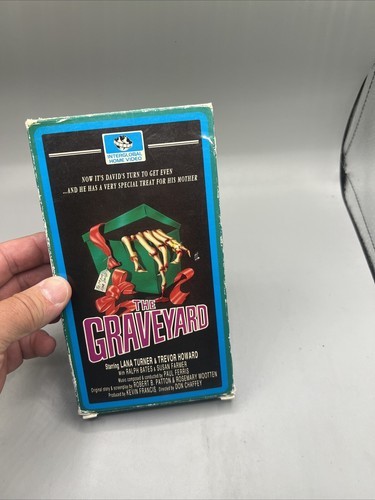 INTERGLOBAL
HOME VIDEO
NOW IT'S DAVID'S TURN TO GET EVEN
...AND HE HAS A VERY SPECIAL TREAT FOR HIS MOTHER
THE
GRAVEYARD
Starring LANA TURNER & TREVOR HOWARD
With RALPH BATES & SUSAN FARMER
Music composed & conducted by PAUL FERRIS
Original story & screenplay by ROBERT B. PATTON & ROSEMARY WOOTTEN
Produced by KEVIN FRANCIS Directed by DON CHAFFEY